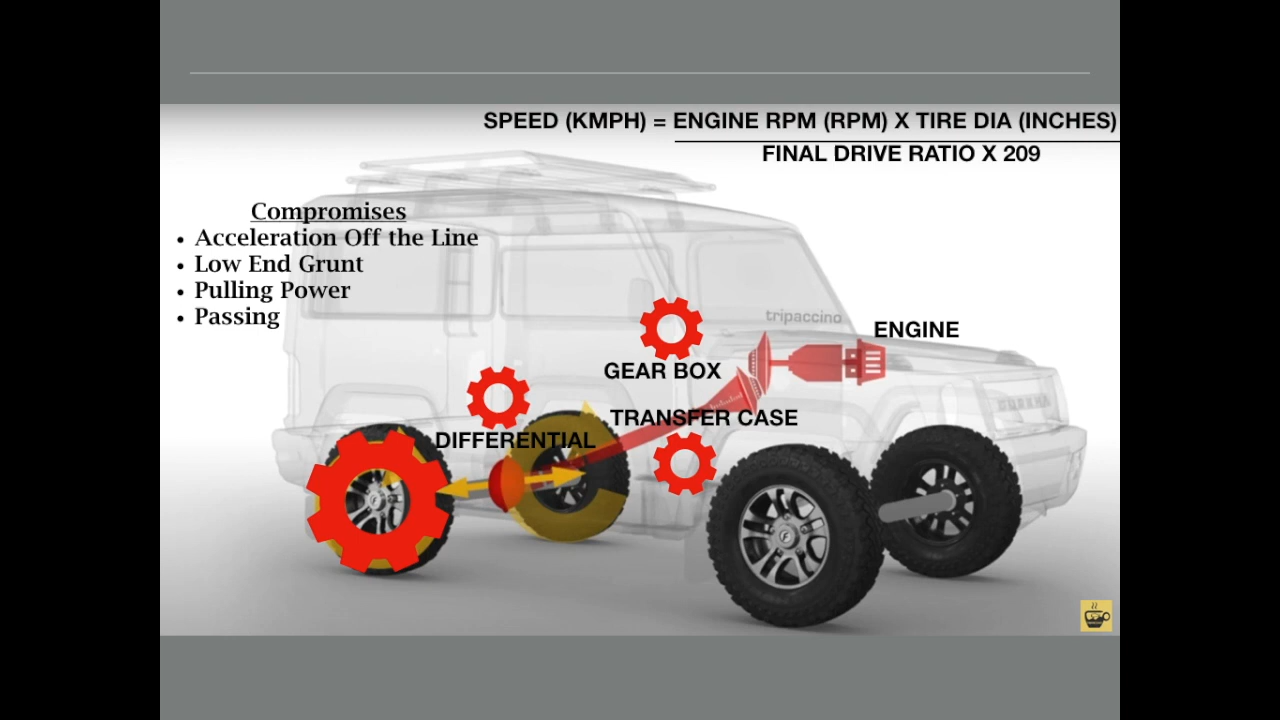 SPEED (KMPH) = ENGINE RPM (RPM) X TIRE DIA (INCHES)
FINAL DRIVE RATIO X 209
Compromises
• Acceleration Off the Line
• Low End Grunt
• Pulling Power
• Passing
tripaccino
ENGINE
GEAR BOX
TRANSFER CASE
DIFFERENTIAL
GURKHA